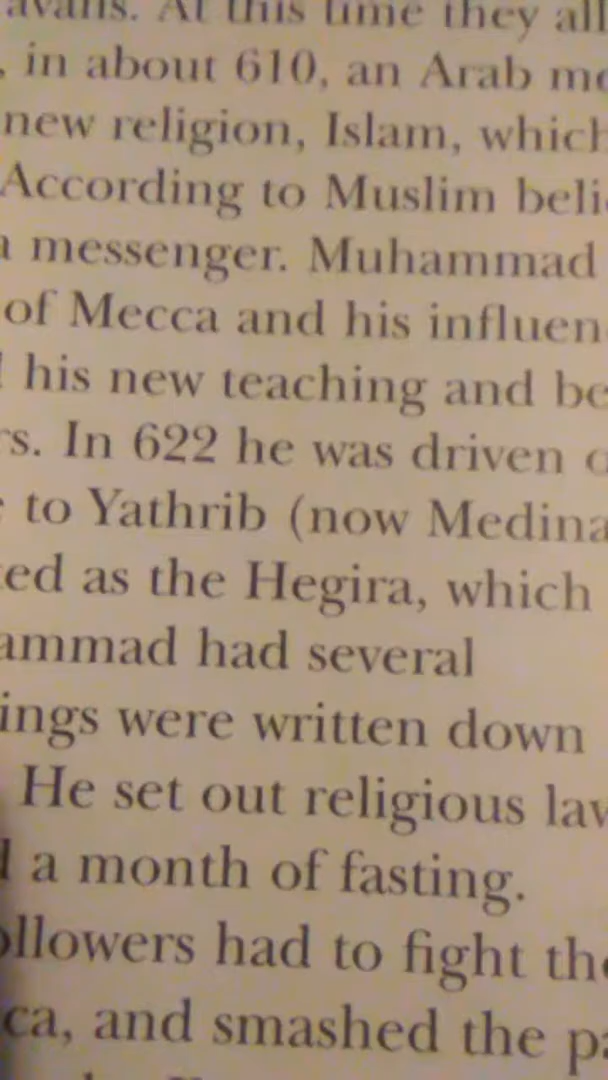 avans. At this time they all
, in about 610, an Arab me
new religion, Islam, which
According to Muslim beli
a messenger. Muhammad
of Mecca and his influen
his new teaching and be
rs. In 622 he was driven o
to Yathrib (now Medina
ted as the Hegira, which
ammad had several
ings were written down
He set out religious law
d a month of fasting.
ollowers had to fight the
ca, and smashed the pa